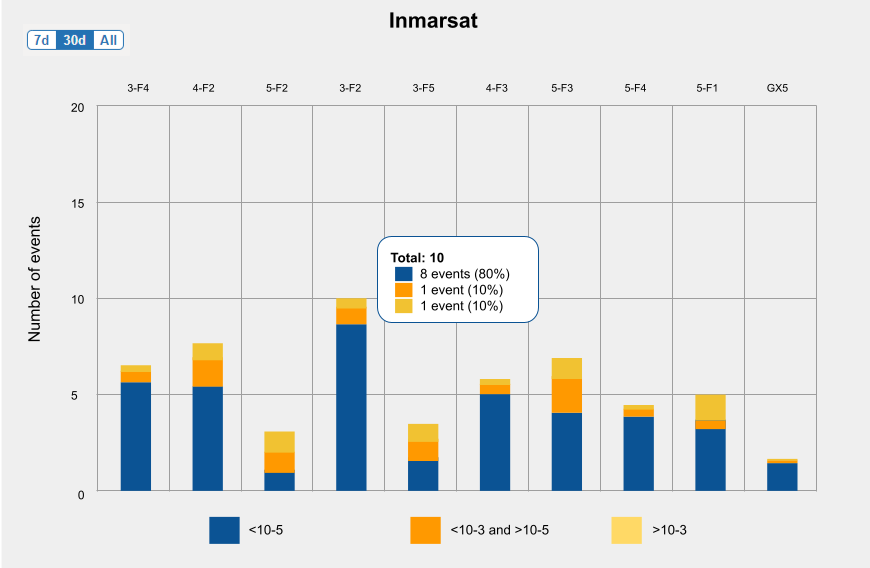 Inmarsat
7d 30d All
3-F4 4-F2 5-F2 3-F2 3-F5 4-F3 5-F3 5-F4 5-F1 GX5
20
15
10
5
0
Number of events
Total: 10
8 events (80%)
1 event (10%)
1 event (10%)
<10-5 <10-3 and >10-5 >10-3